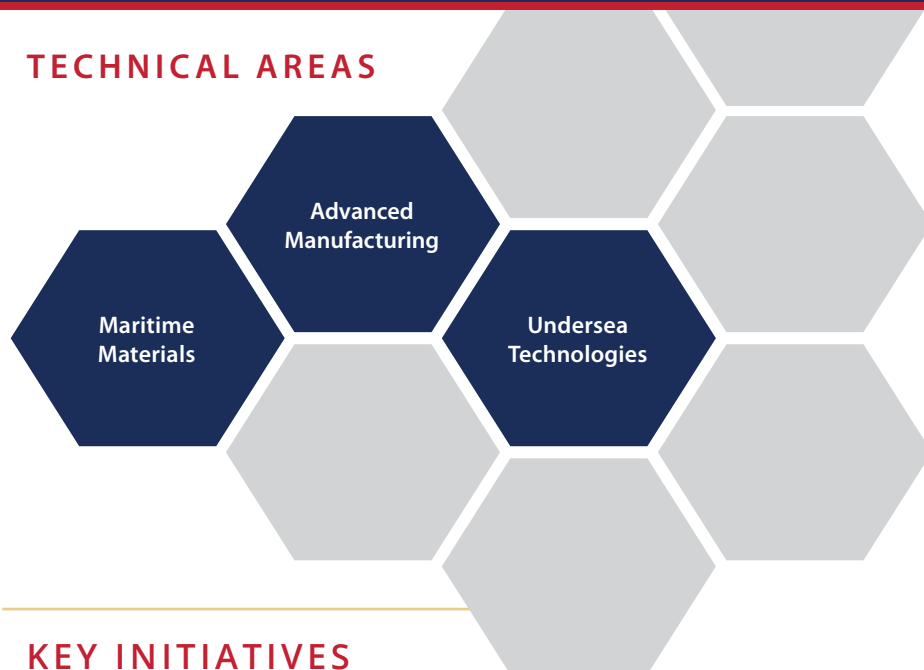 TECHNICAL AREAS
Advanced
Manufacturing
Maritime
Materials
Undersea
Technologies
KEY INITIATIVES